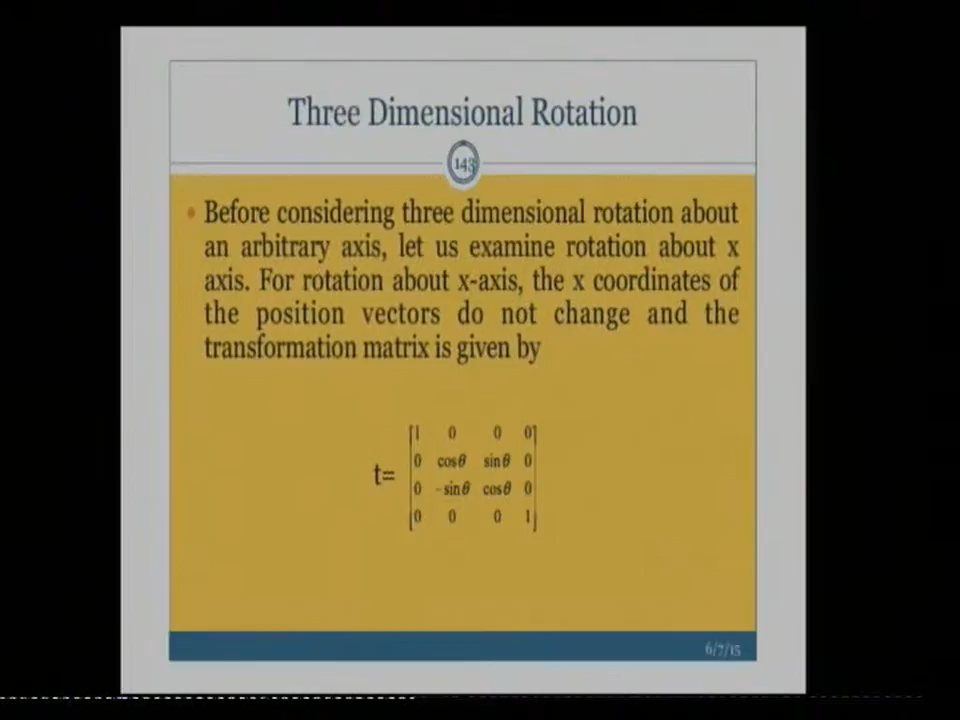 Three Dimensional Rotation
143
• Before considering three dimensional rotation about
an arbitrary axis, let us examine rotation about x
axis. For rotation about x-axis, the x coordinates of
the position vectors do not change and the
transformation matrix is given by
1 0 0 0
0 cosθ sinθ 0
t= 0 -sinθ cosθ 0
0 0 0 1
6/7/15